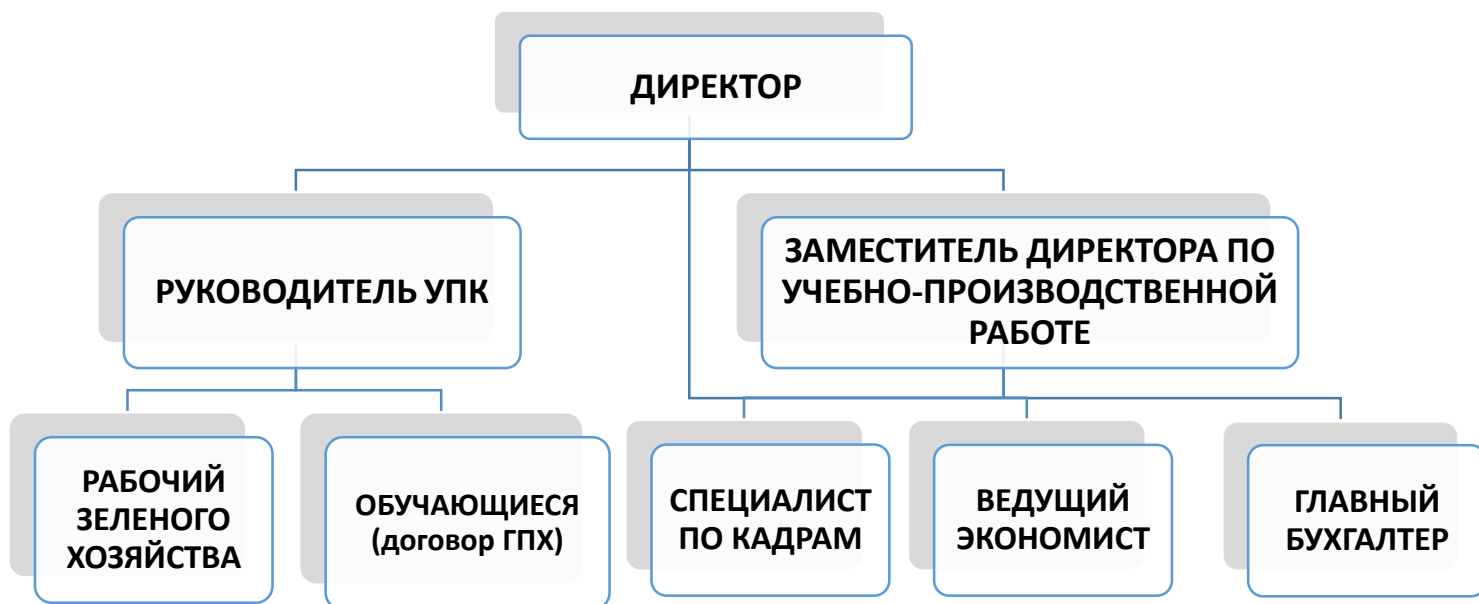 ДИРЕКТОР
РУКОВОДИТЕЛЬ УПК
ЗАМЕСТИТЕЛЬ ДИРЕКТОРА ПО
УЧЕБНО-ПРОИЗВОДСТВЕННОЙ
РАБОТЕ
РАБОЧИЙ
ЗЕЛЕНОГО
ХОЗЯЙСТВА
ОБУЧАЮЩИЕСЯ
(договор ГПХ)
СПЕЦИАЛИСТ
ПО КАДРАМ
ВЕДУЩИЙ
ЭКОНОМИСТ
ГЛАВНЫЙ
БУХГАЛТЕР